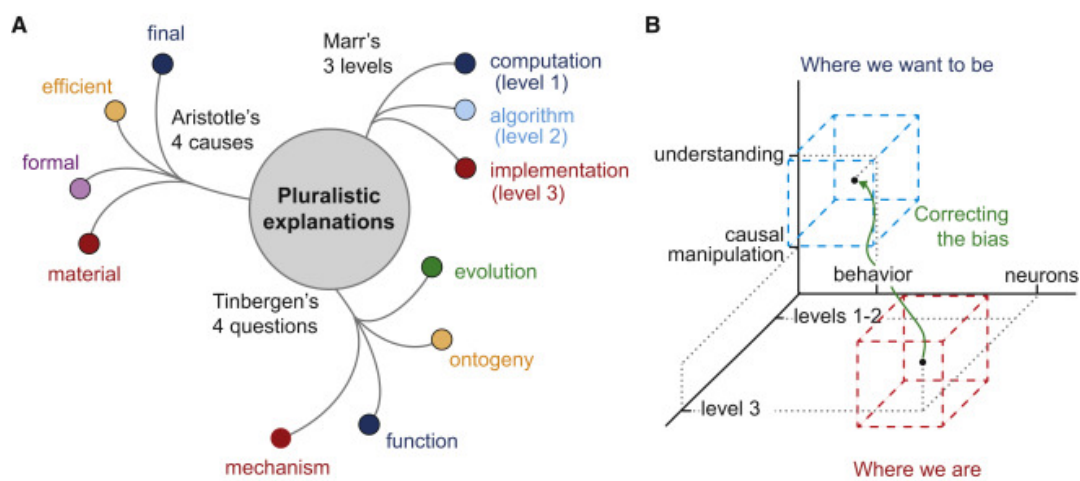 A
final
efficient
formal
material
Aristotle's
4 causes
Marr's
3 levels
computation
(level 1)
algorithm
(level 2)
implementation
(level 3)
Pluralistic
explanations
Tinbergen's
4 questions
evolution
ontogeny
function
mechanism
B
Where we want to be
understanding
causal
manipulation
Correcting
the bias
behavior
neurons
levels 1-2
level 3
Where we are